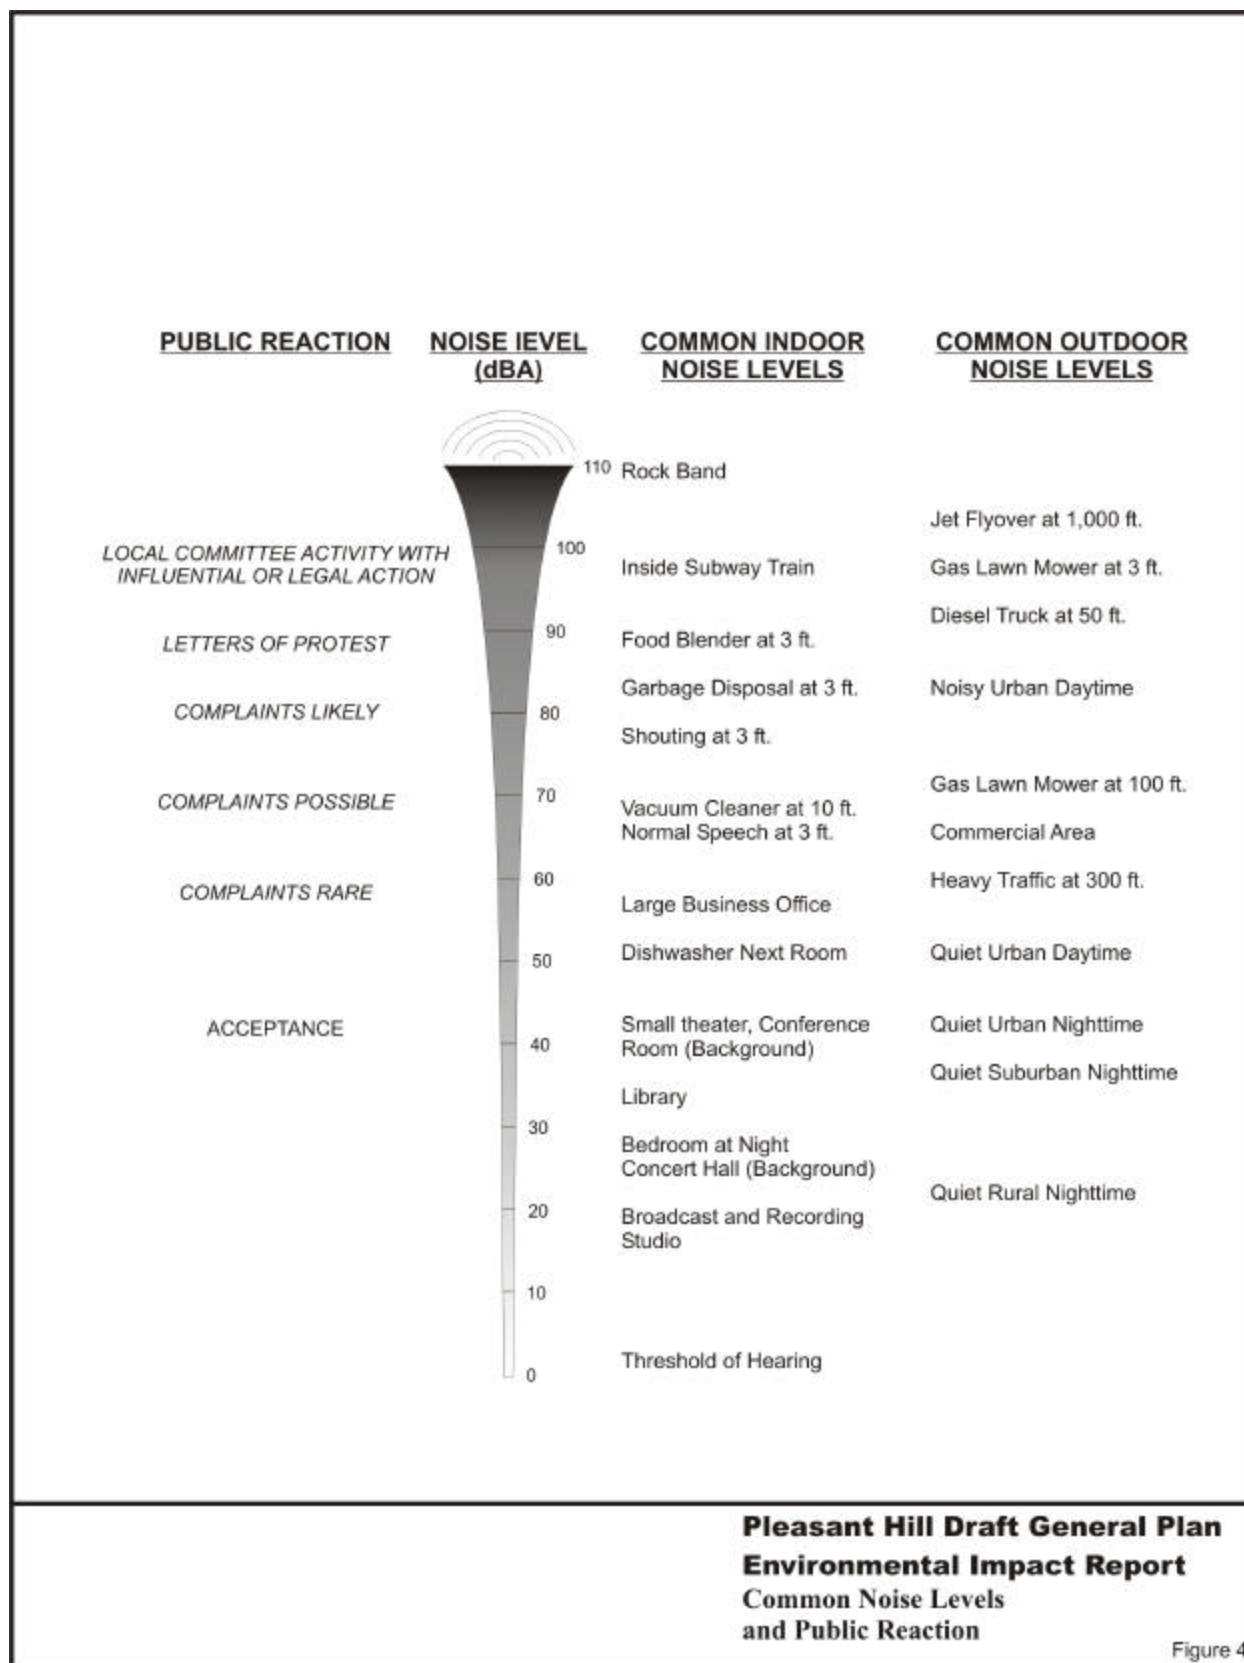 PUBLIC REACTION
NOISE lEVEL
(dBA)
COMMON INDOOR
NOISE LEVELS
COMMON OUTDOOR
NOISE LEVELS
110 Rock Band
Jet Flyover at 1,000 ft.
LOCAL COMMITTEE ACTIVITY WITH
INFLUENTIAL OR LEGAL ACTION
100
Inside Subway Train
Gas Lawn Mower at 3 ft.
Diesel Truck at 50 ft.
LETTERS OF PROTEST
90
Food Blender at 3 ft.
Garbage Disposal at 3 ft.
Noisy Urban Daytime
COMPLAINTS LIKELY
80
Shouting at 3 ft.
Gas Lawn Mower at 100 ft.
COMPLAINTS POSSIBLE
70
Vacuum Cleaner at 10 ft.
Normal Speech at 3 ft.
Commercial Area
COMPLAINTS RARE
60
Heavy Traffic at 300 ft.
Large Business Office
Dishwasher Next Room
Quiet Urban Daytime
50
ACCEPTANCE
Small theater, Conference
Room (Background)
Quiet Urban Nighttime
40
Quiet Suburban Nighttime
Library
30
Bedroom at Night
Concert Hall (Background)
Quiet Rural Nighttime
20
Broadcast and Recording
Studio
10
Threshold of Hearing
0
Pleasant Hill Draft General Plan
Environmental Impact Report
Common Noise Levels
and Public Reaction
Figure 4